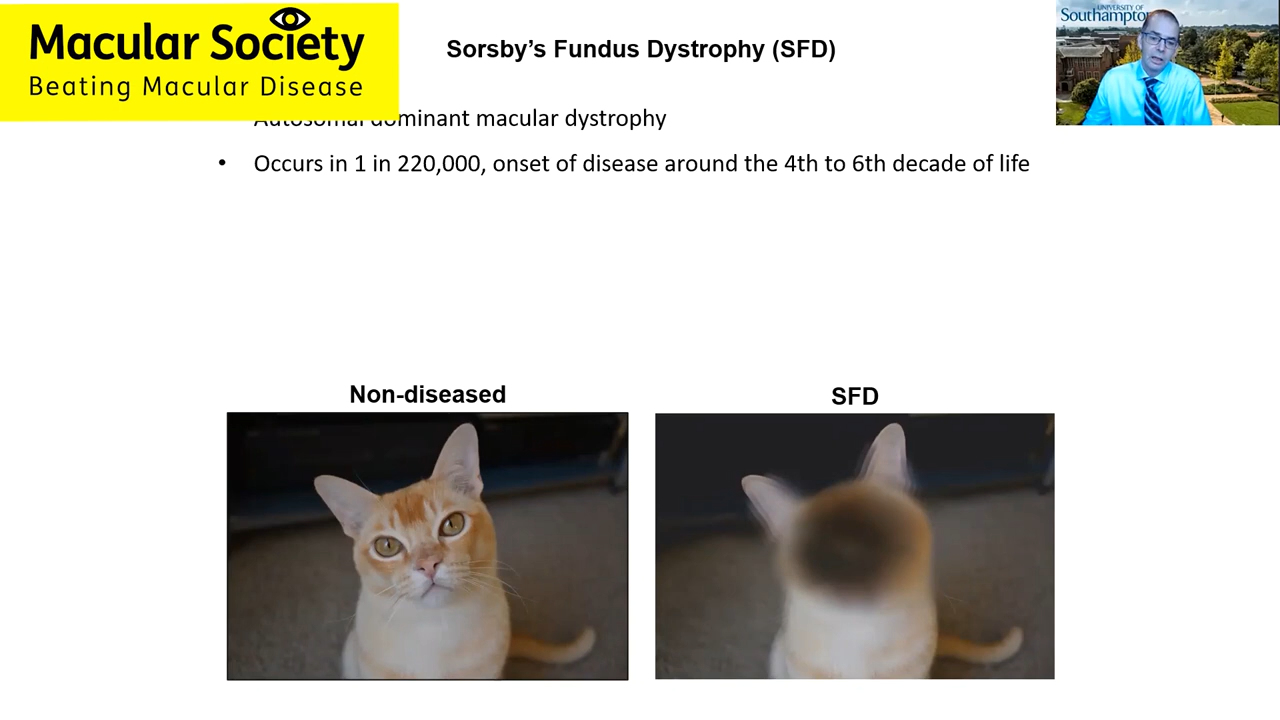 Macular Society
Beating Macular Disease
Sorsby's Fundus Dystrophy (SFD)
UNIVERSITY OF
Southampton
Autosomal dominant macular dystrophy
• Occurs in 1 in 220,000, onset of disease around the 4th to 6th decade of life
Non-diseased
SFD